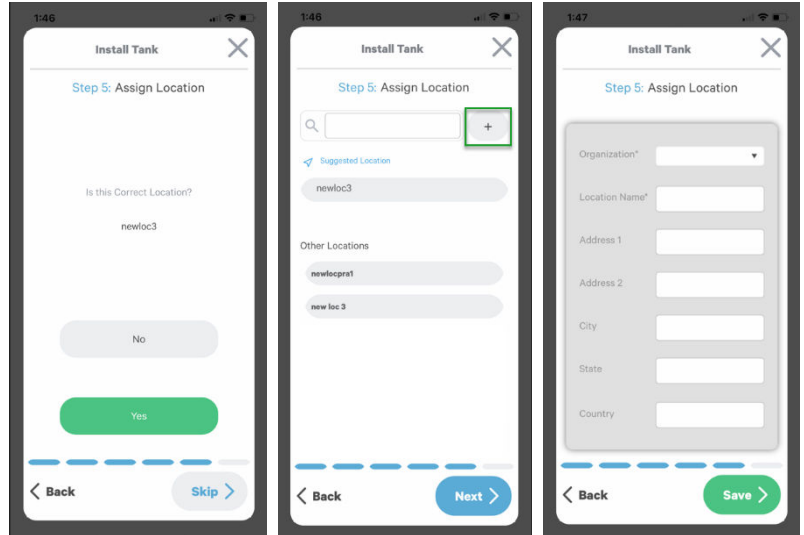 1:46
Install Tank
Step 5: Assign Location
Is this Correct Location?
newloc3
No
Yes
Back
Skip
1:46
Install Tank
Step 5: Assign Location
+
Suggested Location
newloc3
Other Locations
newlocpra1
new loc 3
Back
Next
1:47
Install Tank
Step 5: Assign Location
Organization*
Location Name*
Address 1
Address 2
City
State
Country
Back
Save